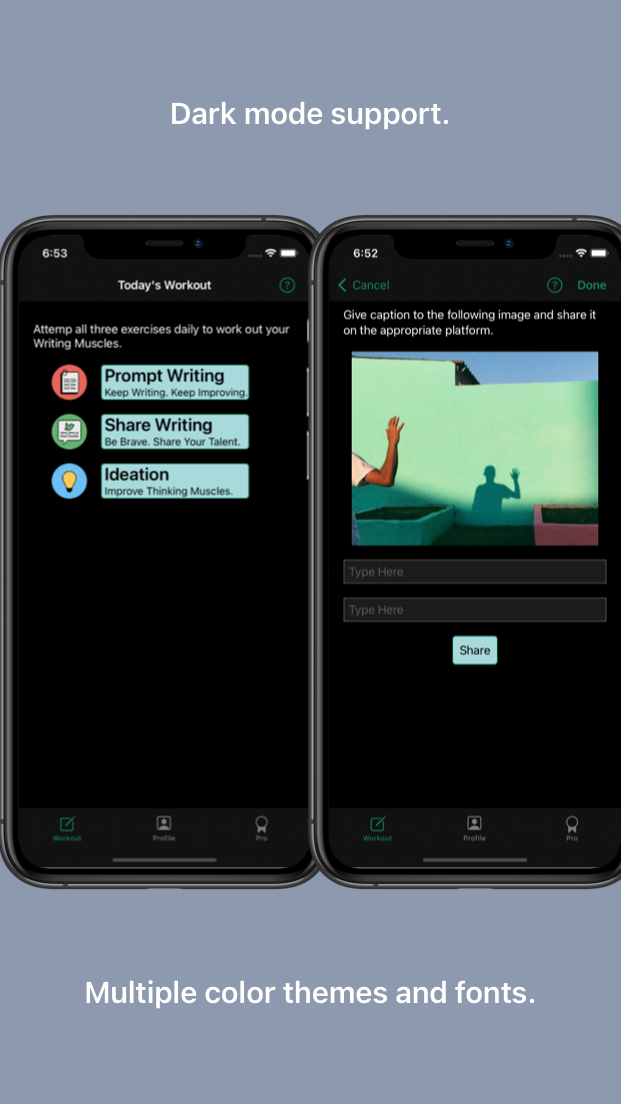 Dark mode support.
6:53
Today's Workout
?
Attemp all three exercises daily to work out your
Writing Muscles.
Prompt Writing
Keep Writing. Keep Improving.
Share Writing
Be Brave. Share Your Talent.
Ideation
Improve Thinking Muscles.
Workout
Profile
Pro
6:52
Cancel
?
Done
Give caption to the following image and share it
on the appropriate platform.
Type Here
Type Here
Share
Workout
Profile
Pro
Multiple color themes and fonts.